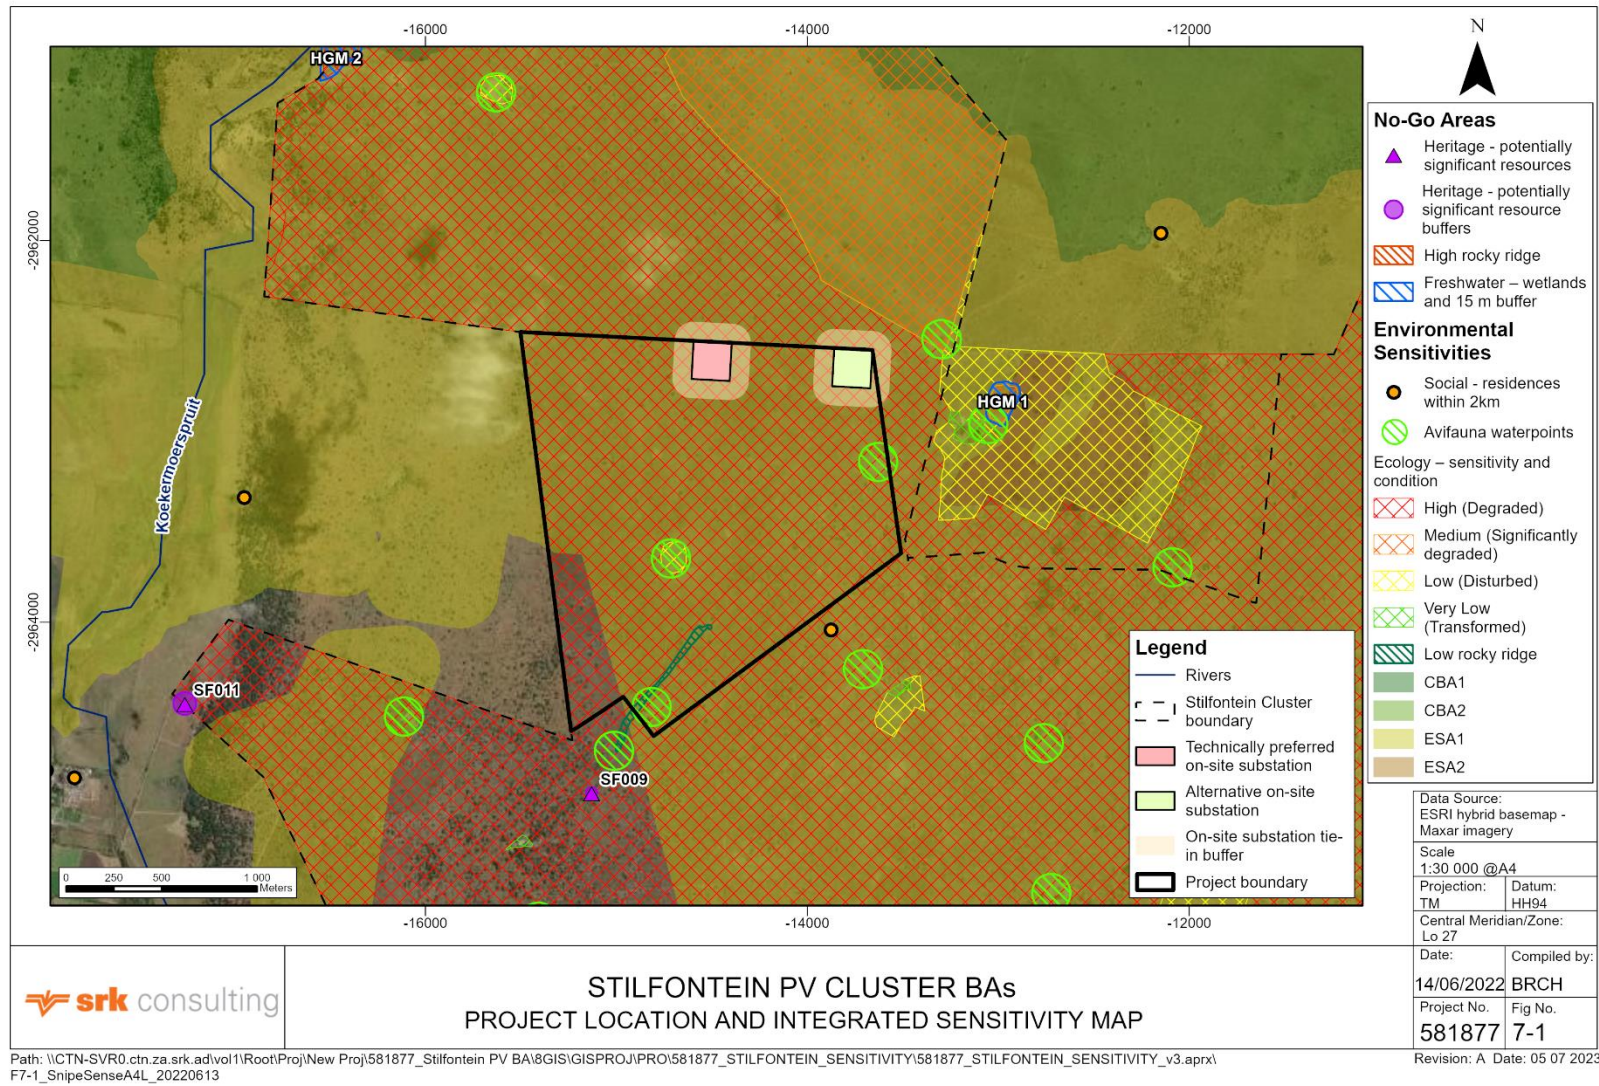 -16000
-14000
-12000
-2962000
-2964000
HGM 2
HGM 1
Koekermoerspruit
SF011
SF009
0 250 500 1 000
Meters
-16000
-14000
-12000
Legend
Rivers
Stilfontein Cluster
boundary
Technically preferred
on-site substation
Alternative on-site
substation
On-site substation tie-
in buffer
Project boundary
N
No-Go Areas
Heritage - potentially
significant resources
Heritage - potentially
significant resource
buffers
High rocky ridge
Freshwater – wetlands
and 15 m buffer
Environmental
Sensitivities
Social - residences
within 2km
Avifauna waterpoints
Ecology – sensitivity and
condition
High (Degraded)
Medium (Significantly
degraded)
Low (Disturbed)
Very Low
(Transformed)
Low rocky ridge
CBA1
CBA2
ESA1
ESA2
Data Source:
ESRI hybrid basemap -
Maxar imagery
Scale
1:30 000 @A4
Projection:
TM
Datum:
HH94
Central Meridian/Zone:
Lo 27
Date:
14/06/2022
Compiled by:
BRCH
Project No.
581877
Fig No.
7-1
Revision: A Date: 05 07 2023
srk consulting
STILFONTEIN PV CLUSTER BAs
PROJECT LOCATION AND INTEGRATED SENSITIVITY MAP
Path: \\CTN-SVR0.ctn.za.srk.ad\vol1\Root\Proj\New Proj\581877_Stilfontein PV BA\8GIS\GISPROJ\PRO\581877_STILFONTEIN_SENSITIVITY\581877_STILFONTEIN_SENSITIVITY_v3.aprx\
F7-1_SnipeSenseA4L_20220613